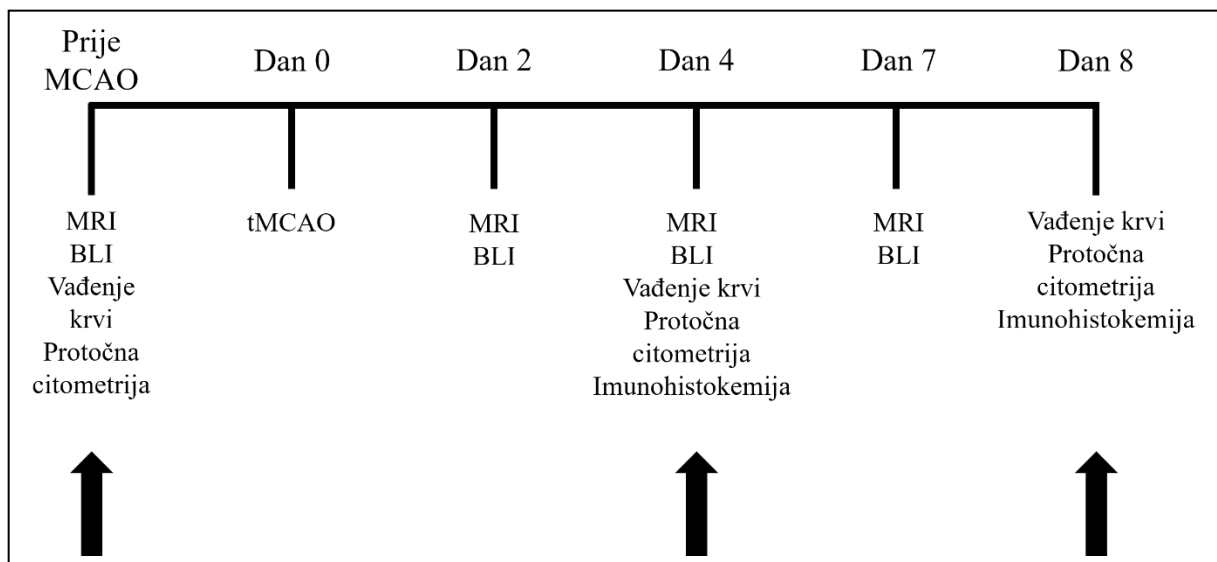 Prije
MCAO
Dan 0
Dan 2
Dan 4
Dan 7
Dan 8
MRI
BLI
Vađenje
krvi
Protočna
citometrija
tMCAO
MRI
BLI
MRI
BLI
Vađenje krvi
Protočna
citometrija
Imunohistokemija
MRI
BLI
Vađenje krvi
Protočna
citometrija
Imunohistokemija